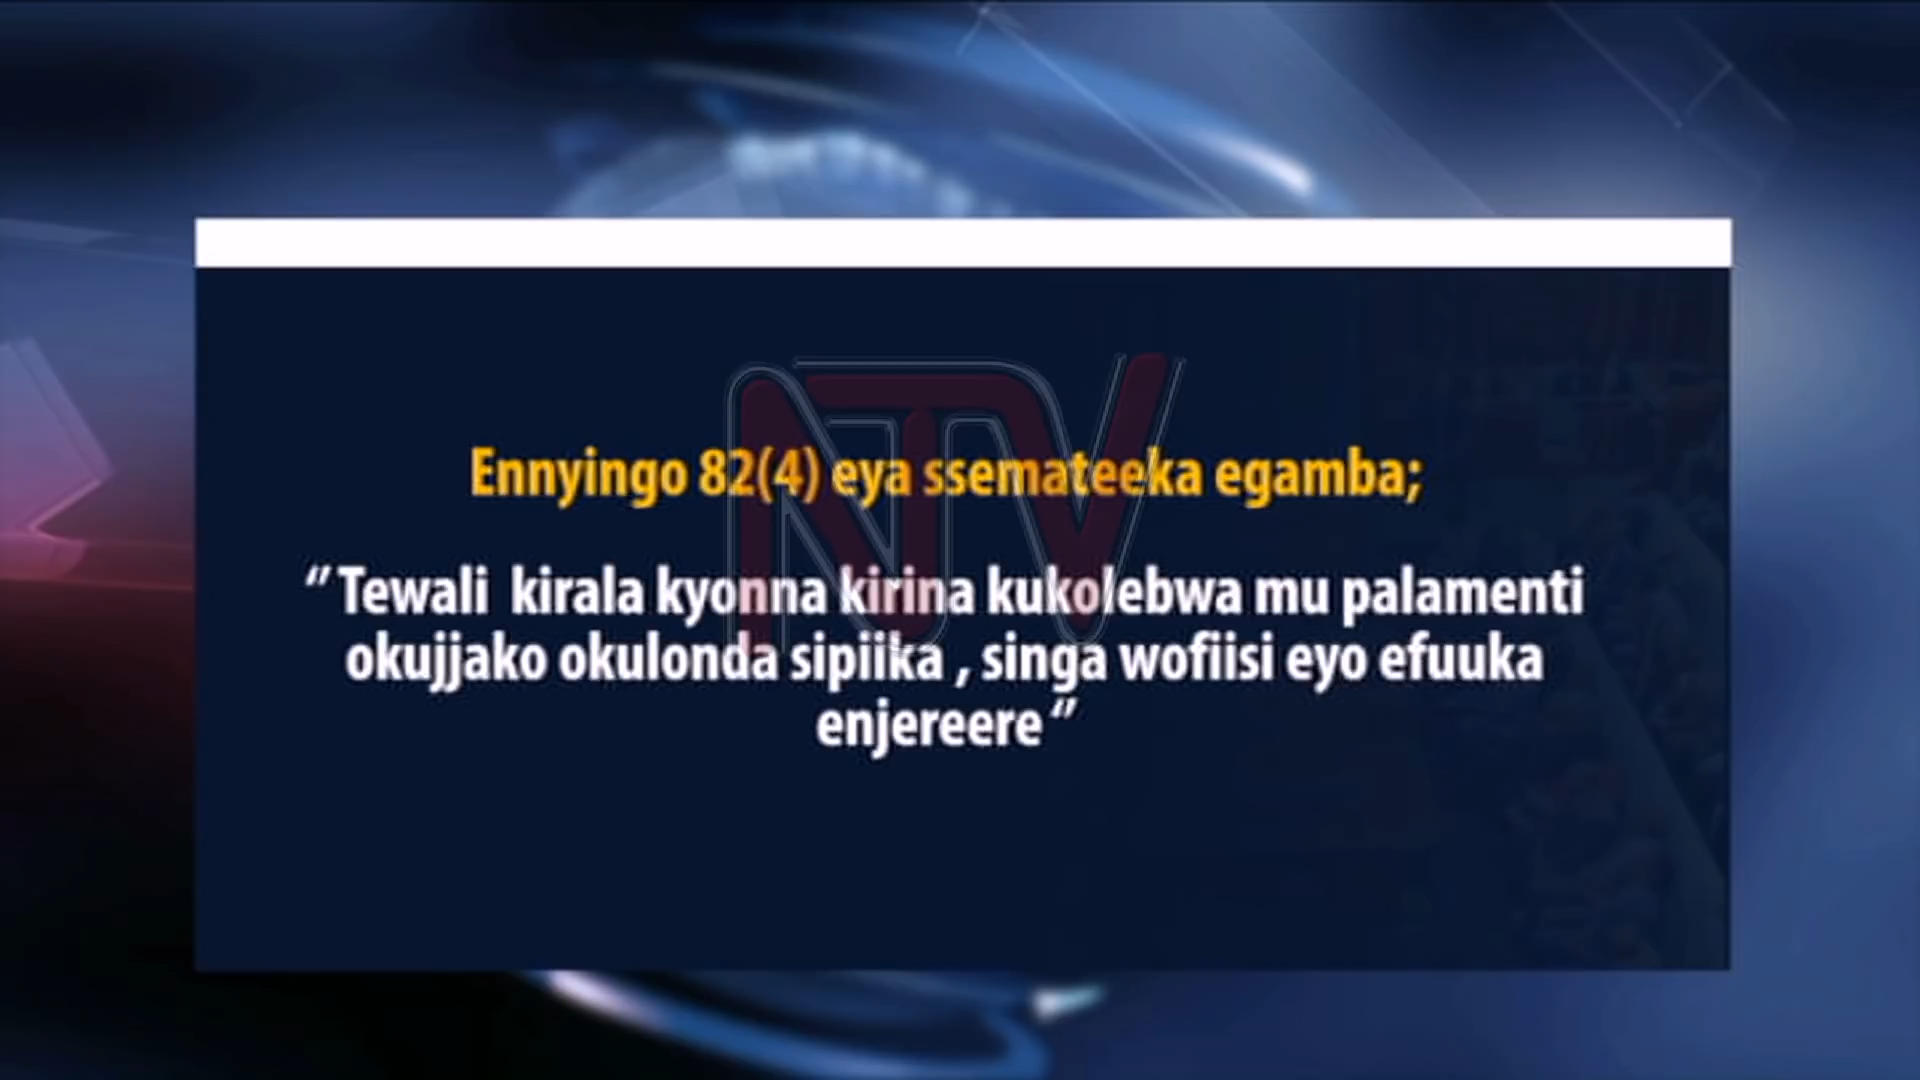 NTV
Ennyingo 82(4) eya ssemateeka egamba;
“ Tewali kirala kyonna kirina kukolebwa mu palamenti
okujjako okulonda sipiika , singa wofiisi eyo efuuka
enjereere ”